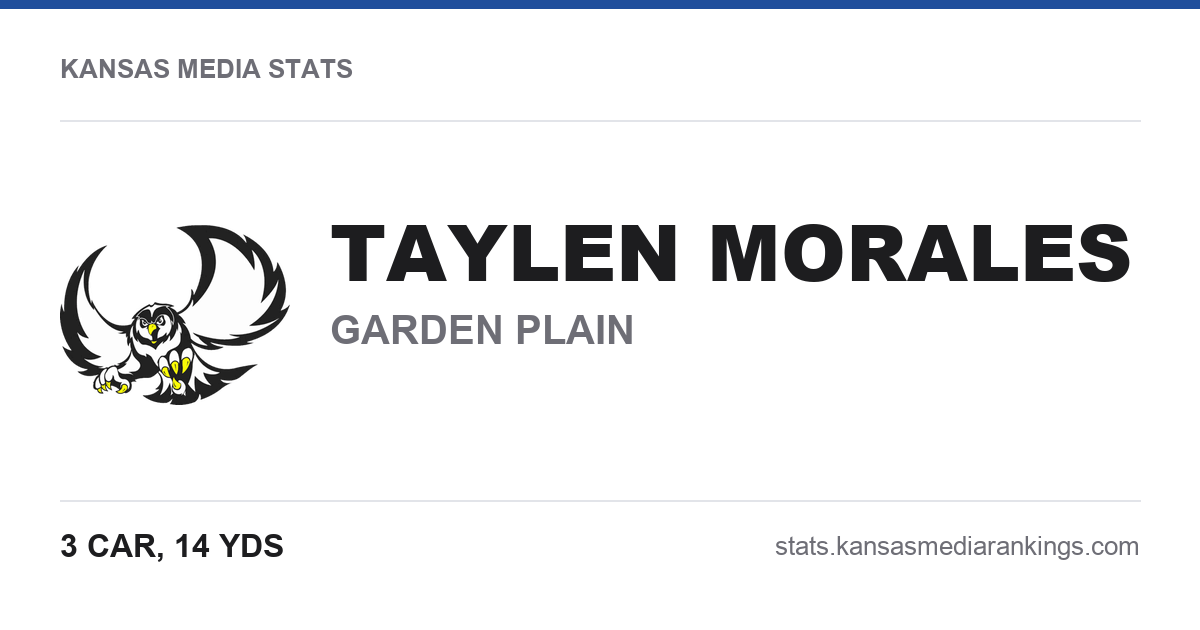 KANSAS MEDIA STATS
TAYLEN MORALES
GARDEN PLAIN
3 CAR, 14 YDS
stats.kansasmediarankings.com